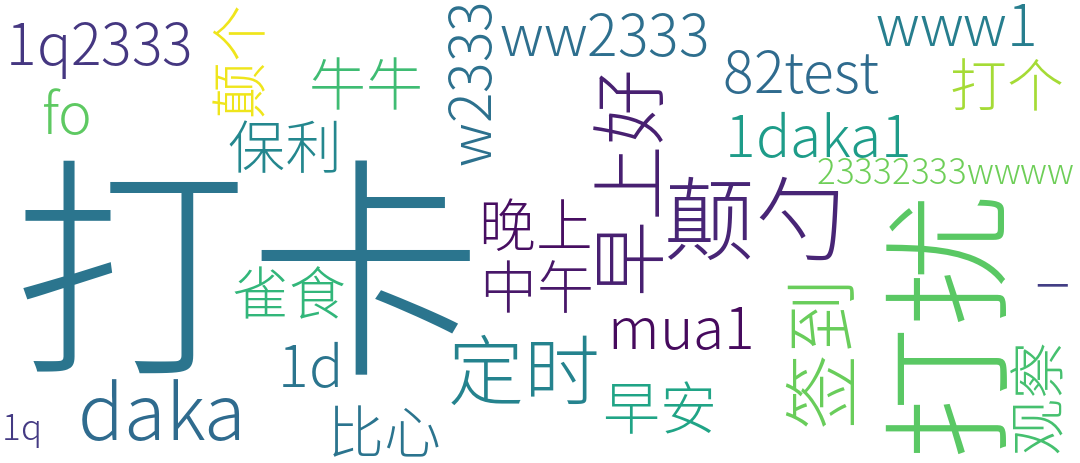 1q2333
颠个
牛牛
w2333
ww2333
www1
82test
打个
fo
保利
早上好
1daka1
23332333wwww
打卡
颠勺
晚上
中午
打扰
雀食
签到
一
mua1
1d
定时
观察
daka
早安
比心
1q